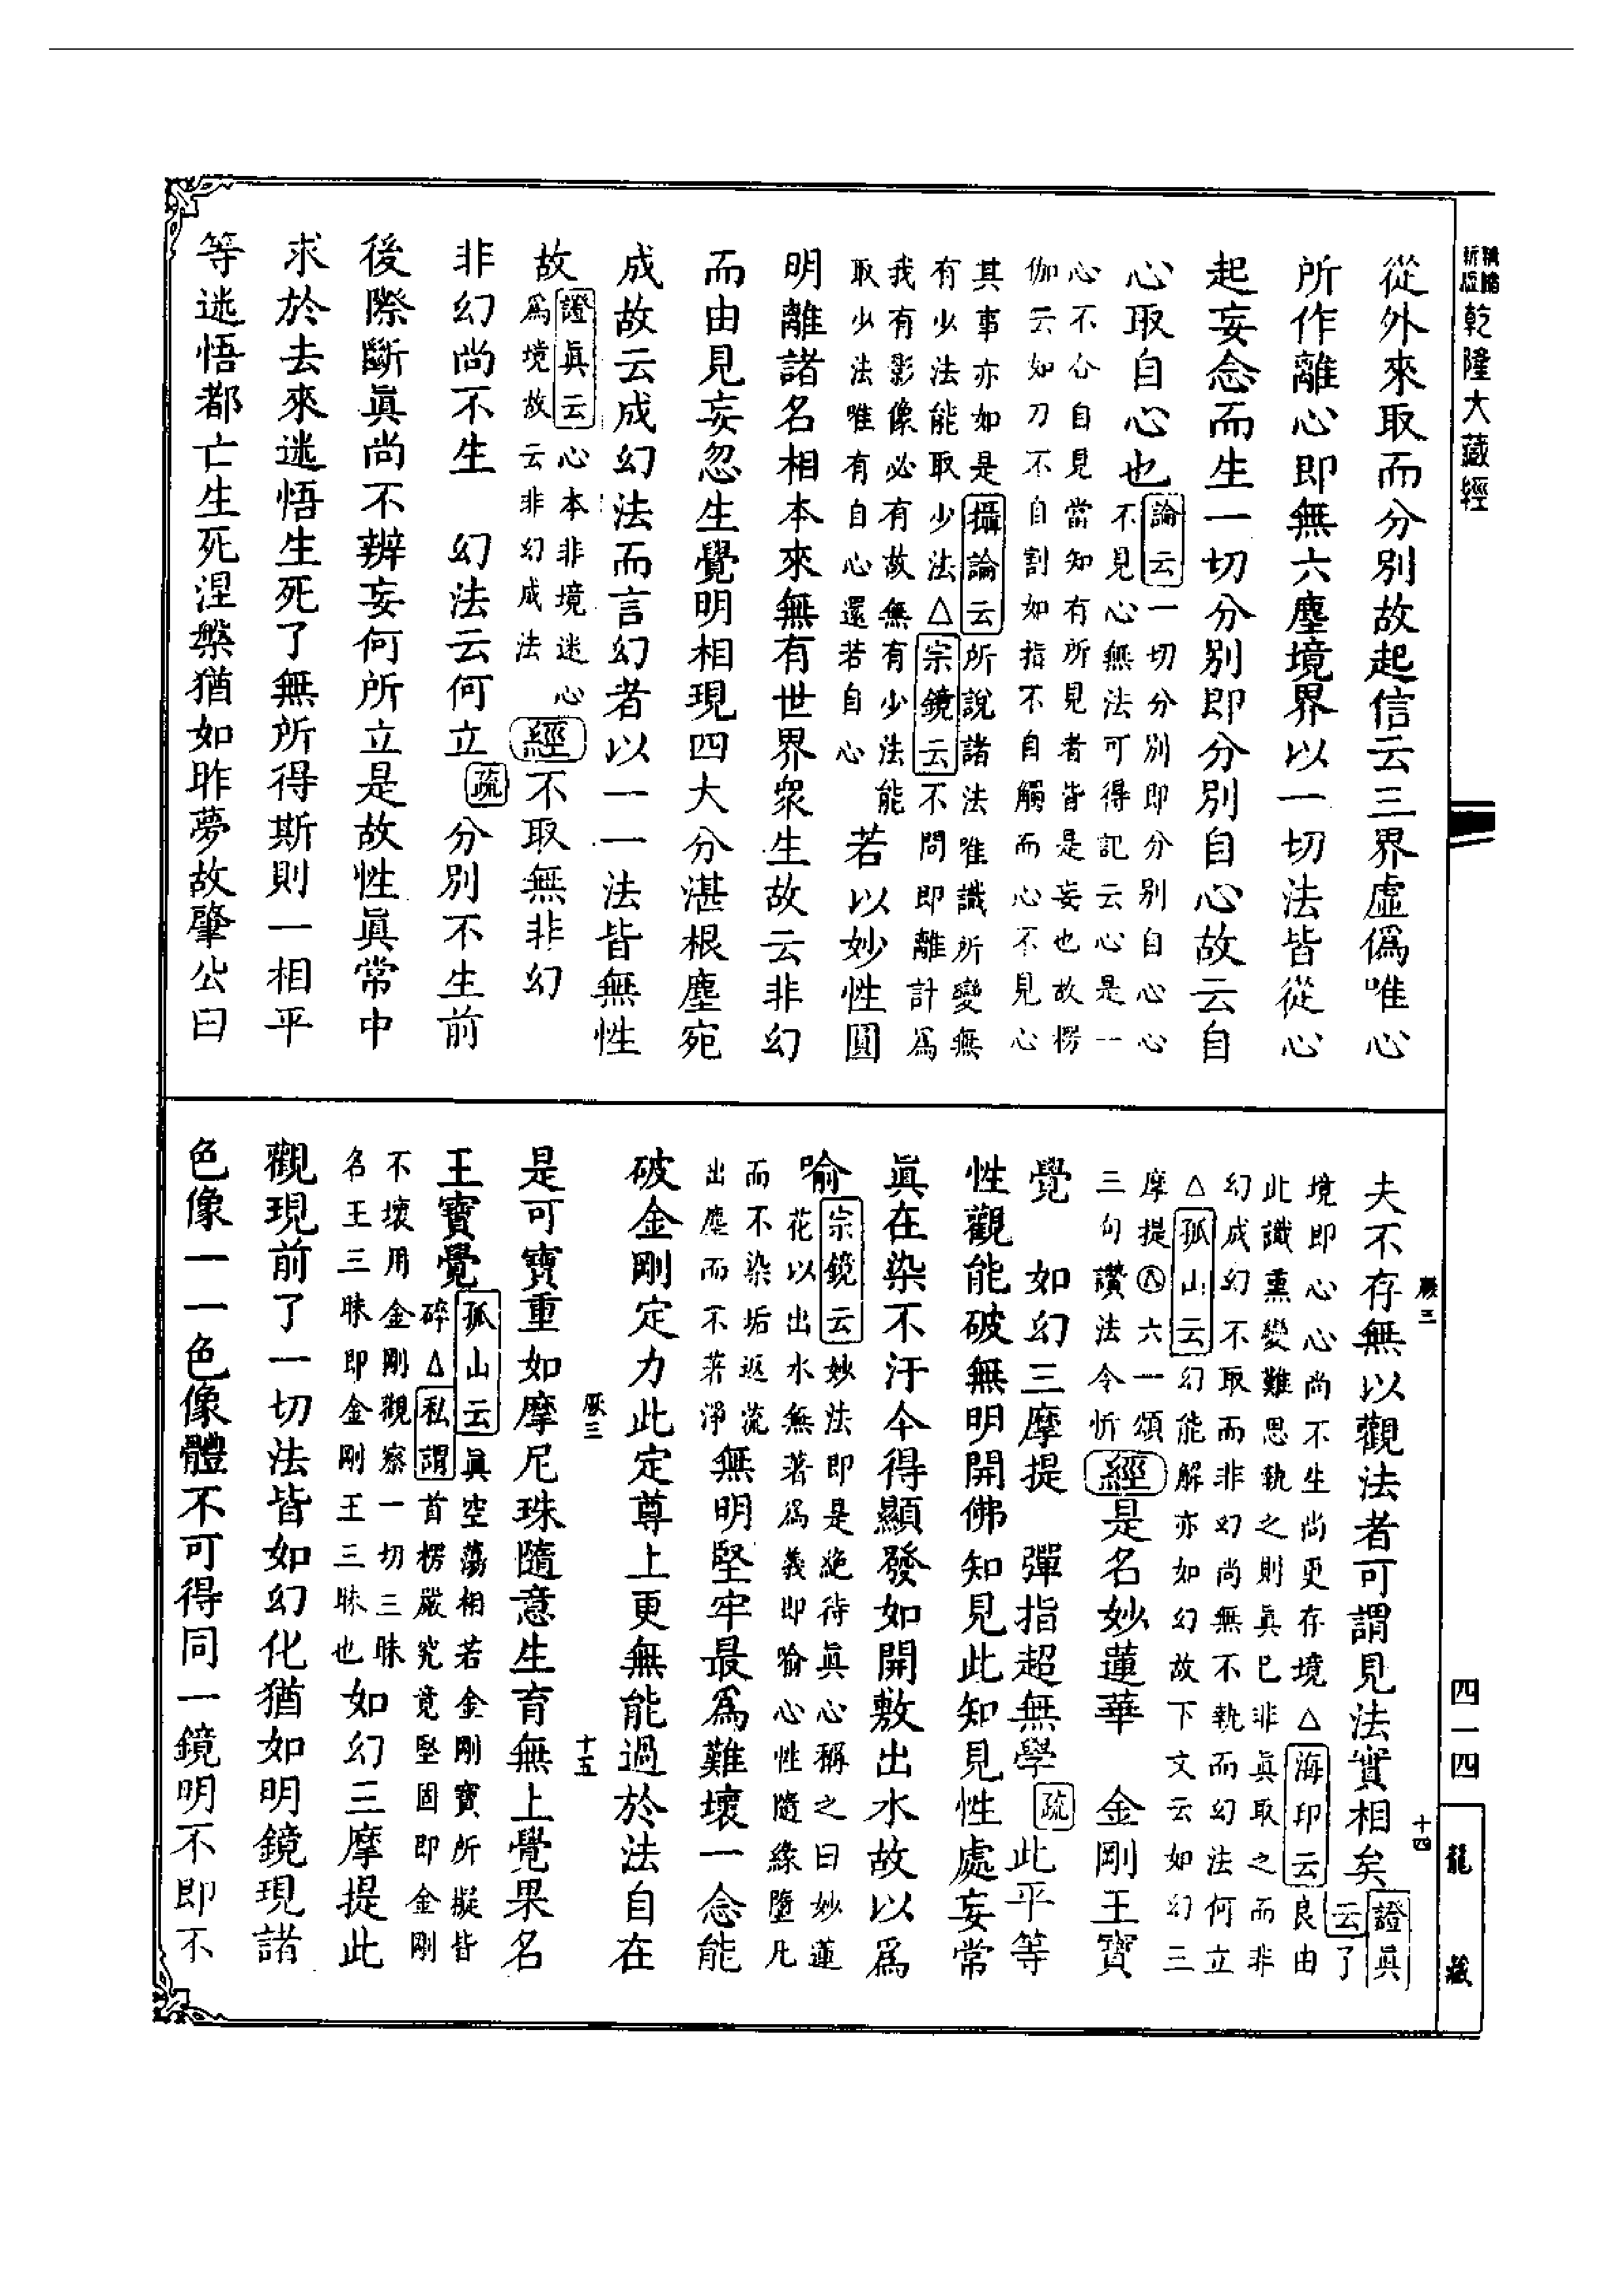 精縮
新版
乾隆大藏經
從外來取而分別故起信云三界虛偽唯心
所作離心即無六塵境界以一切法皆從心
起妄念而生一切分別即分別自心故云自
心取自心也論云一切分別即分別自心心
不見心無法可得記云心是一
心不合自見當知有所見者皆是妄也故楞
伽云如刀不自割如指不自觸而心不見心
其事亦如是攝論云所說諸法唯識所變無
有少法能取少法△宗鏡云不問即離計爲
我有影像必有故無有少法能
取少法唯有自心還若自心若以妙性圓
明離諸名相本來無有世界衆生故云非幻
而由見妄忽生覺明相現四大分湛根塵宛
成故云成幻法而言幻者以一一法皆無性
故證眞云心本非境迷心
爲境故云非幻成法經不取無非幻
非幻尚不生　幻法云何立疏分別不生前
後際斷眞尚不辨妄何所立是故性眞常中
求於去來迷悟生死了無所得斯則一相平
等迷悟都亡生死涅槃猶如昨夢故肇公曰
厥三
十四
夫不存無以觀法者可謂見法實相矣證眞
云了
境即心心尚不生尚更存境△海印云良由
此識熏變難思執之則眞已非眞取之而非
幻成幻不取而非幻尚無不執而幻法何立
△孤山云幻能解亦如幻故下文云如幻三
摩提Ⓐ六一頌
三句讚法令忻經是名妙蓮華　金剛王寶
覺　如幻三摩提　彈指超無學疏此平等
性觀能破無明開佛知見此知見性處妄常
眞在染不汙今得顯發如開敷出水故以爲
喻宗鏡云妙法即是絶待眞心稱之曰妙蓮
花以出水無著爲義即喻心性隨緣墮凡
而不染垢返流
出塵而不著淨無明堅牢最爲難壞一念能
破金剛定力此定尊上更無能過於法自在
厥三
十五
是可寶重如摩尼珠隨意生育無上覺果名
王寶覺孤山云眞空蕩相若金剛寶所擬皆
碎△私謂首楞嚴究竟堅固即金剛
不壞用金剛觀察一切三昧
名王三昧即金剛王三昧也如幻三摩提此
觀現前了一切法皆如幻化猶如明鏡現諸
色像一一色像體不可得同一鏡明不即不
四一四
龍藏